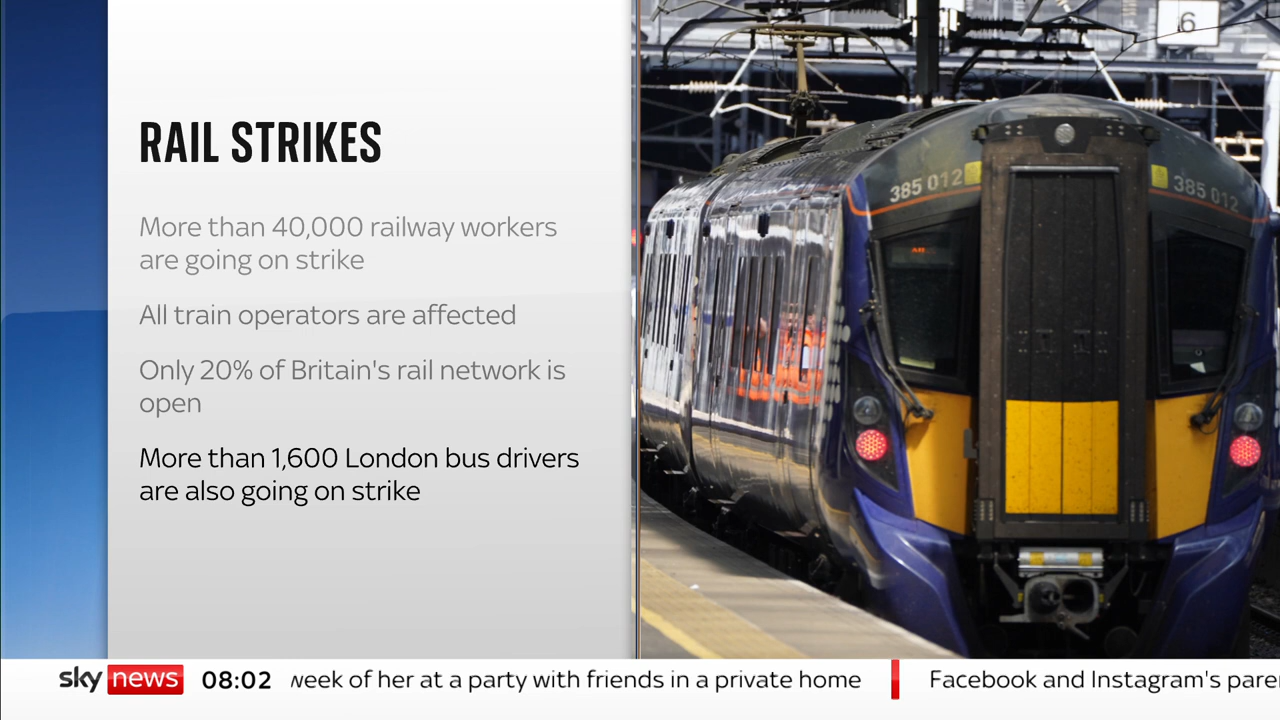 RAIL STRIKES
More than 40,000 railway workers
are going on strike
All train operators are affected
Only 20% of Britain's rail network is
open
More than 1,600 London bus drivers
are also going on strike
6
385 012
385 012
sky news 08:02 week of her at a party with friends in a private home Facebook and Instagram's